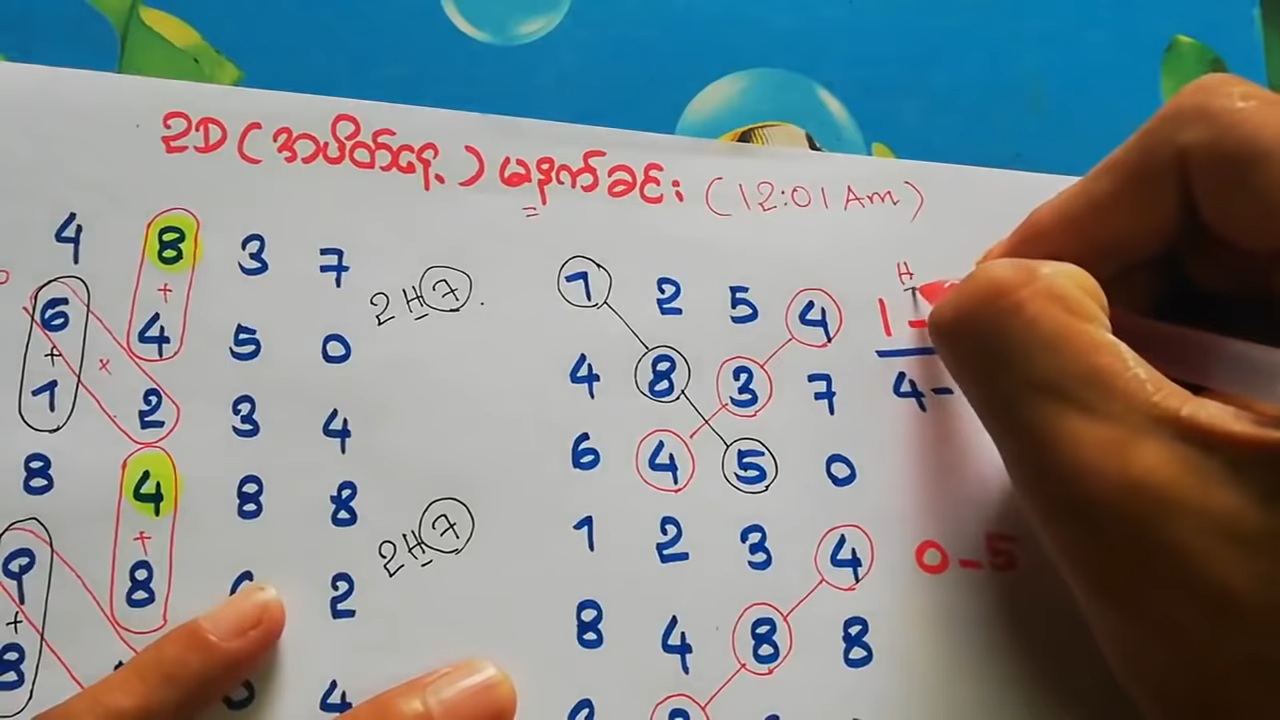 2D (အပိတ်နေ့) မနက်ခင်း (12:01 Am)
4 8 3 7
+
6 4 5 0
2H7.
+ ×
1 2 3 4
8 4 8 8
+
2H7
9 8 2
+
8 4
7 2 5 4
H
1 -
4 8 3 7
4 -
6 4 5 0
1 2 3 4
0-5
8 4 8 8